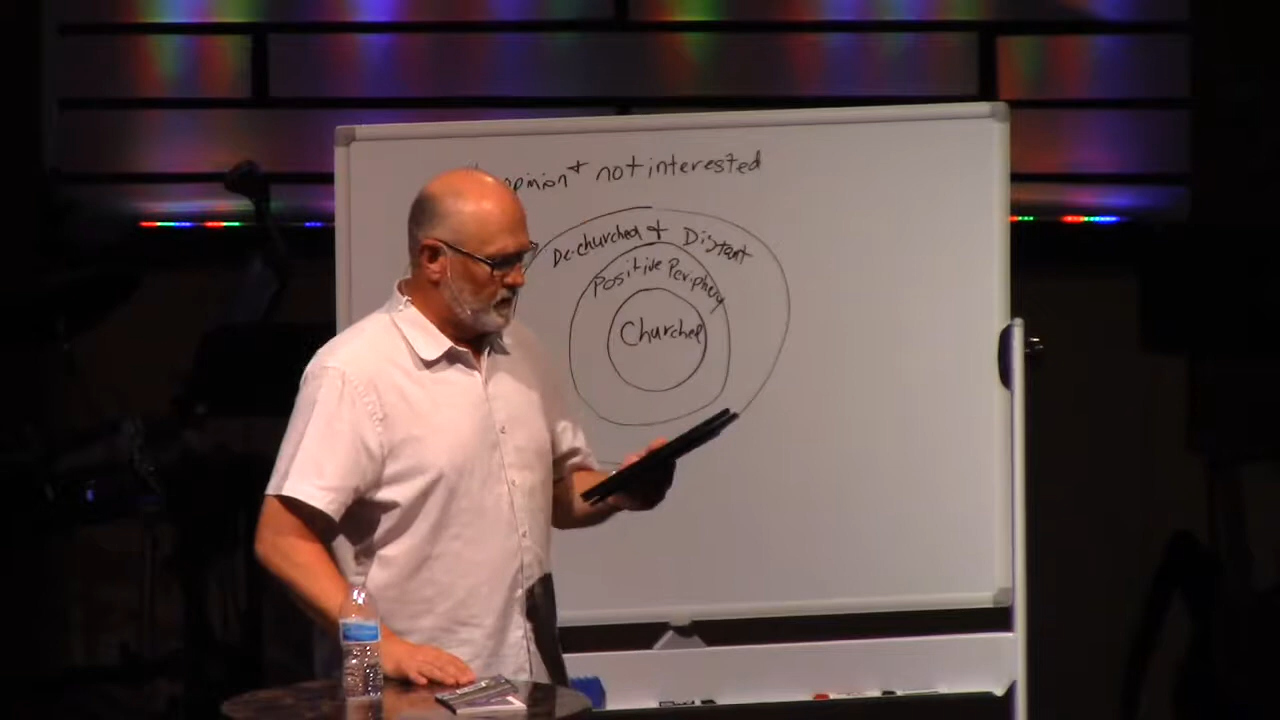 opinion + not interested
De-churched + Distant
Positive Periphery
Churched